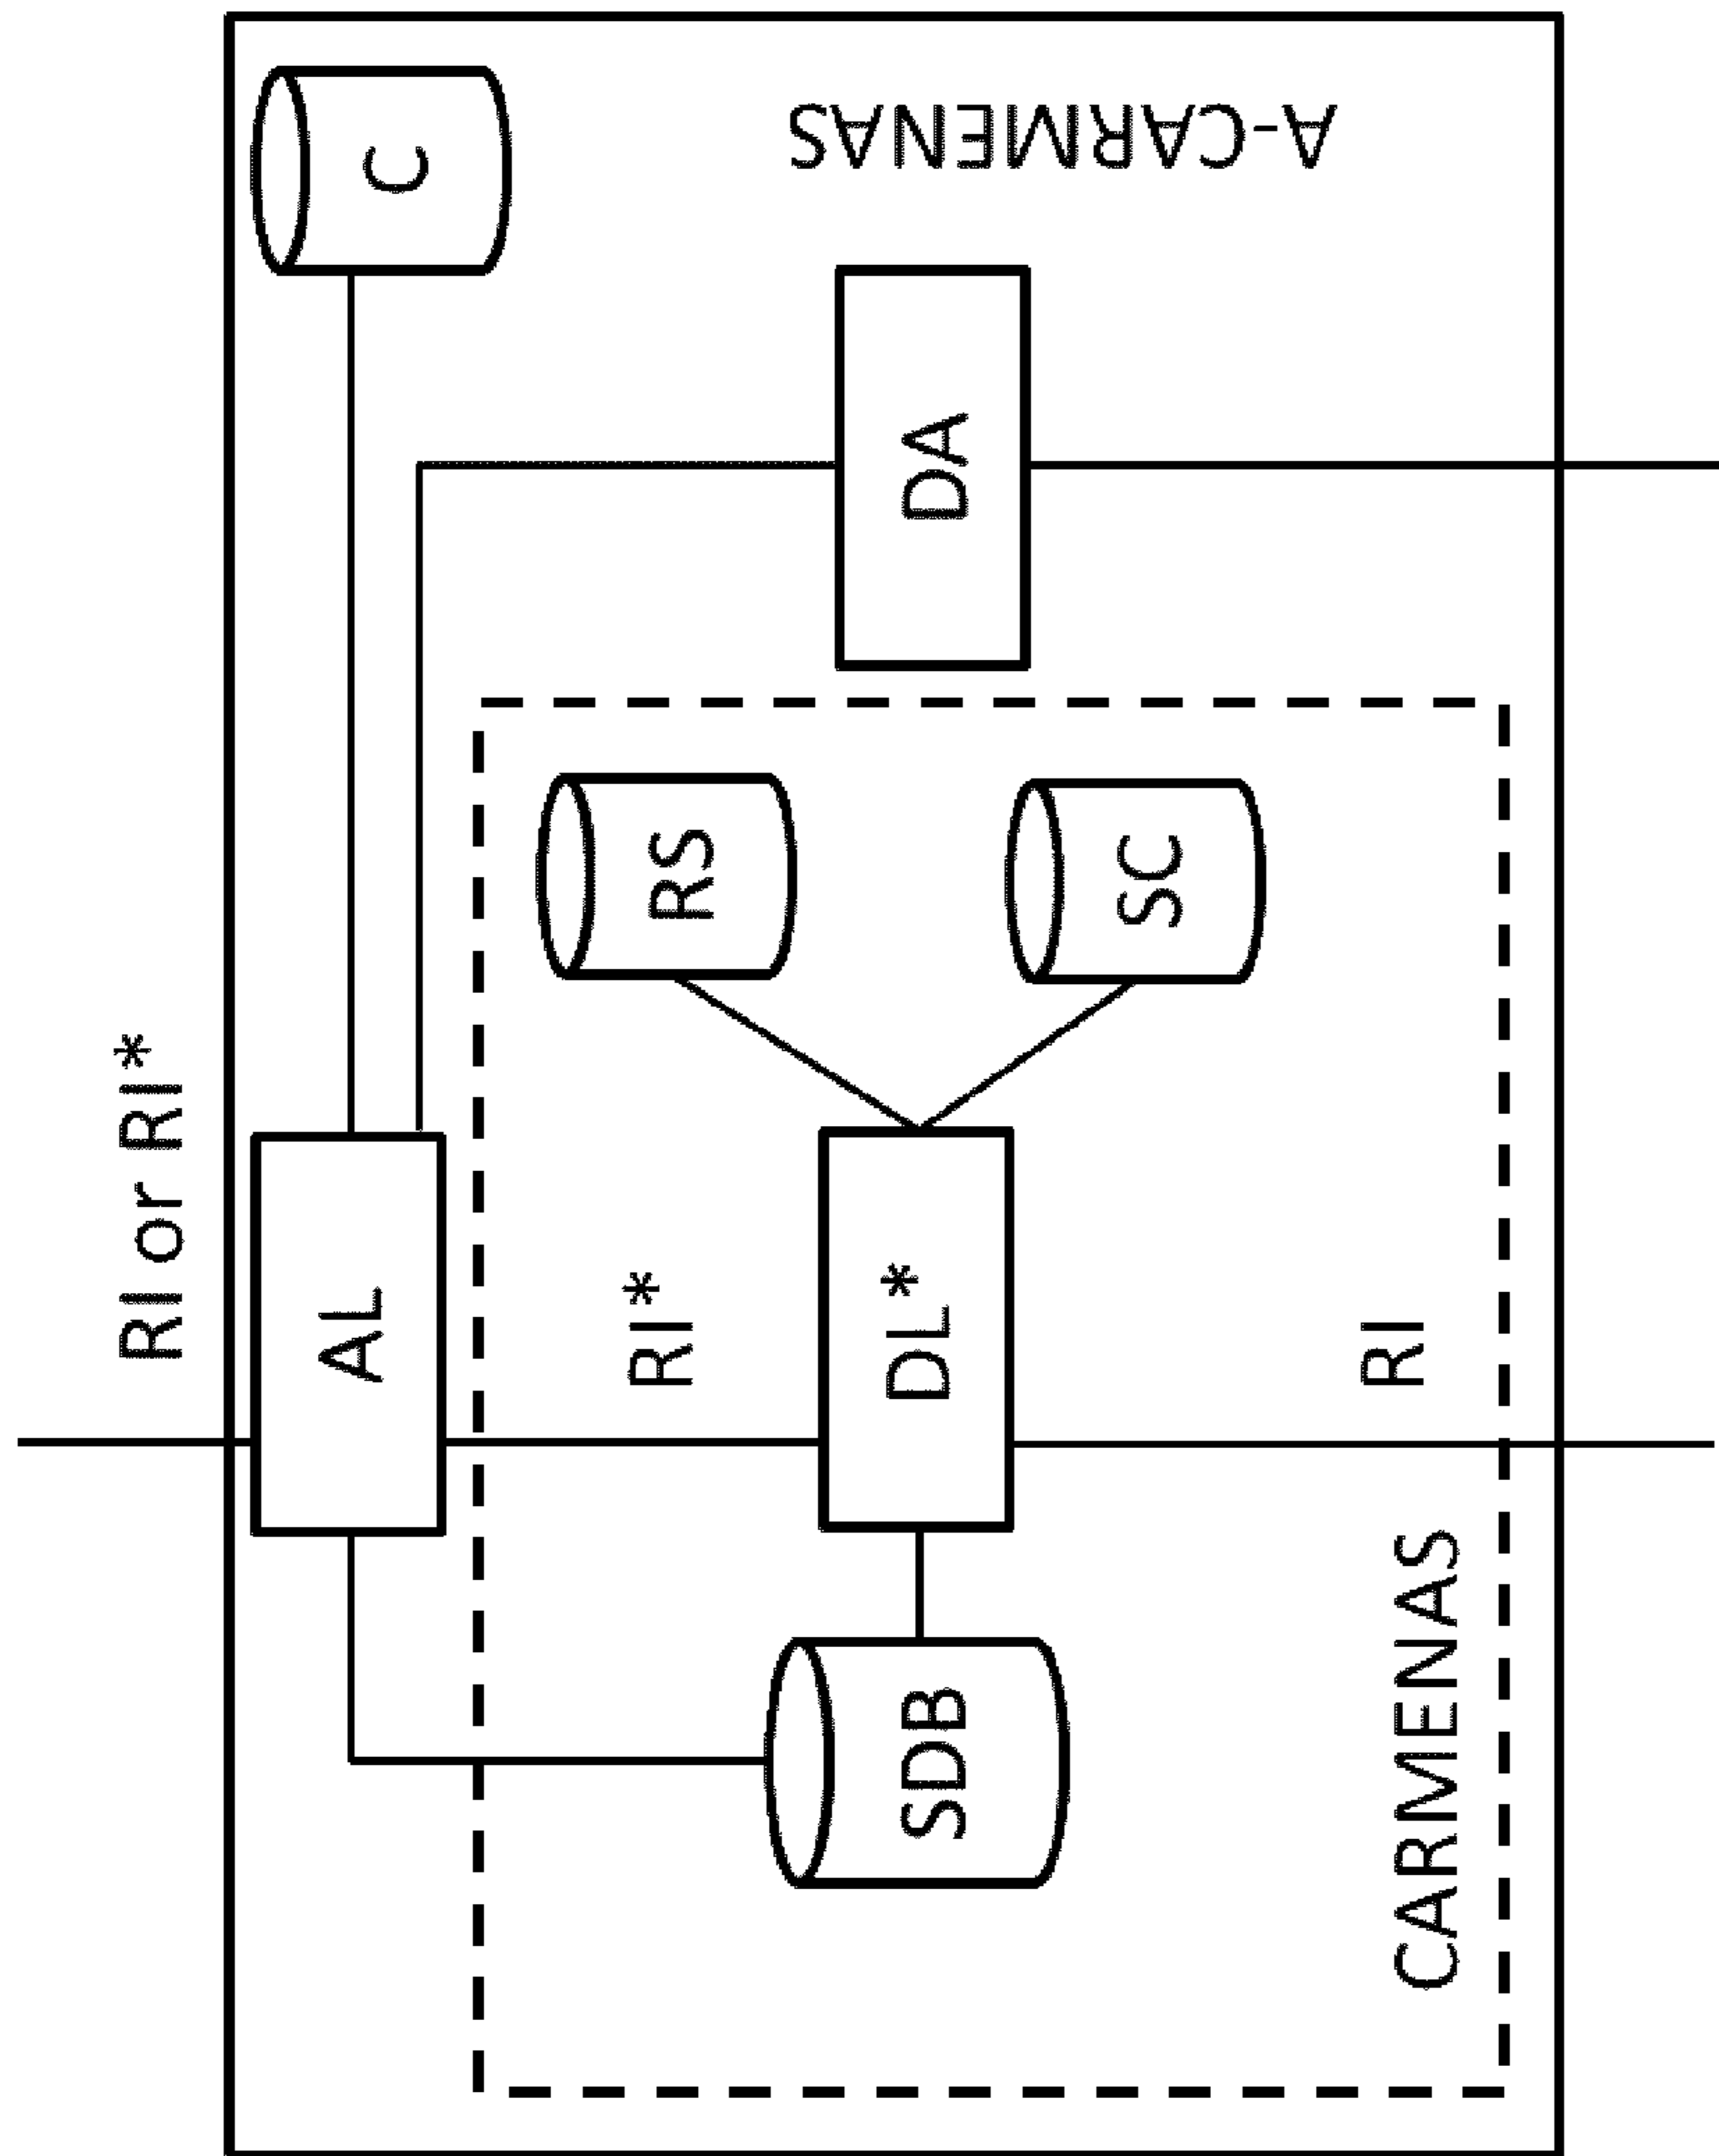 RI or RI*
AL
C
RI*
RS
SDB
DL*
DA
SC
A-CARMENAS
RI
CARMENAS